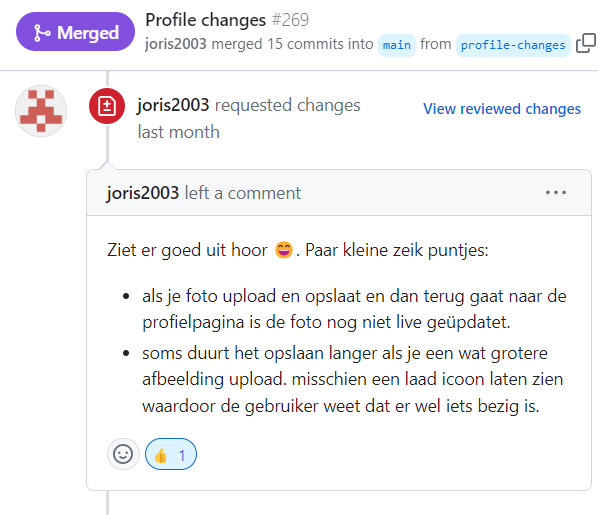 Merged
Profile changes #269
joris2003 merged 15 commits into main from profile-changes
joris2003 requested changes
last month
View reviewed changes
joris2003 left a comment
Ziet er goed uit hoor 😄. Paar kleine zeik puntjes:
• als je foto upload en opslaat en dan terug gaat naar de
profielpagina is de foto nog niet live geüpdatet.
• soms duurt het opslaan langer als je een wat grotere
afbeelding upload. misschien een laad icoon laten zien
waardoor de gebruiker weet dat er wel iets bezig is.
👍 1